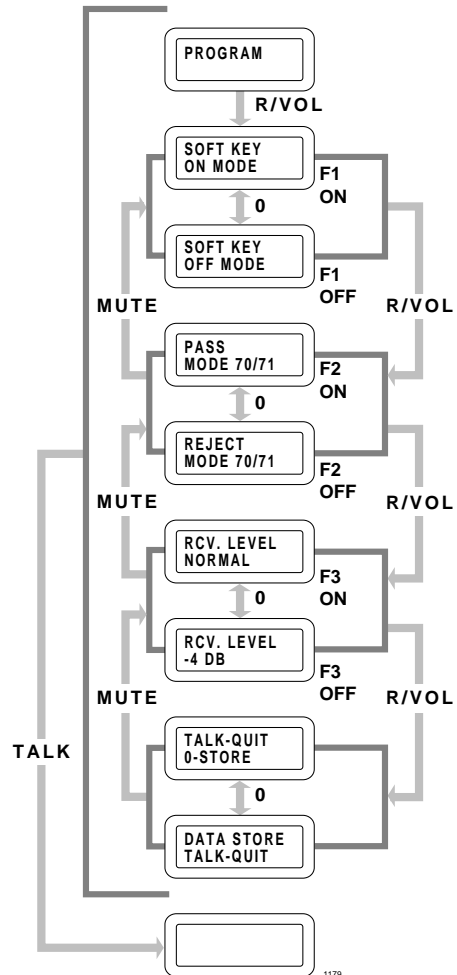 PROGRAM
R/VOL
SOFT KEY
ON MODE
F1
ON
0
SOFT KEY
OFF MODE
F1
OFF
MUTE
R/VOL
PASS
MODE 70/71
F2
ON
0
REJECT
MODE 70/71
F2
OFF
MUTE
R/VOL
RCV. LEVEL
NORMAL
F3
ON
0
RCV. LEVEL
-4 DB
F3
OFF
MUTE
R/VOL
TALK
TALK-QUIT
0-STORE
0
DATA STORE
TALK-QUIT
1179